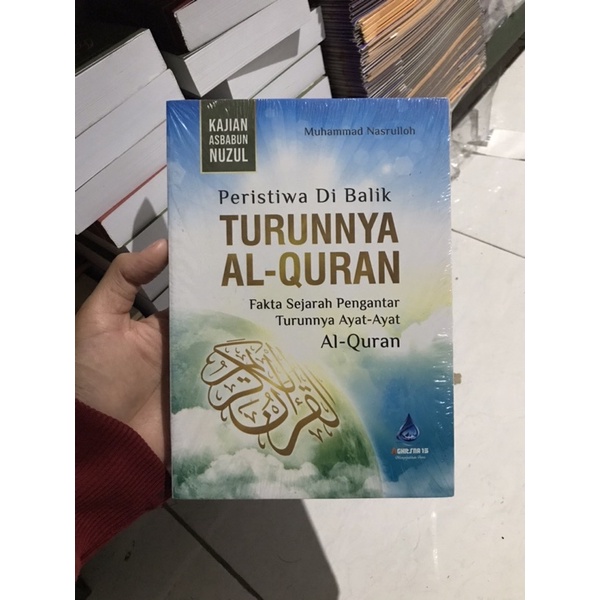 KAJIAN
ASBABUN
NUZUL
Muhammad Nasrulloh
Peristiwa Di Balik
TURUNNYA
AL-QURAN
Fakta Sejarah Pengantar
Turunnya Ayat-Ayat
Al-Quran
القرآن الكريم